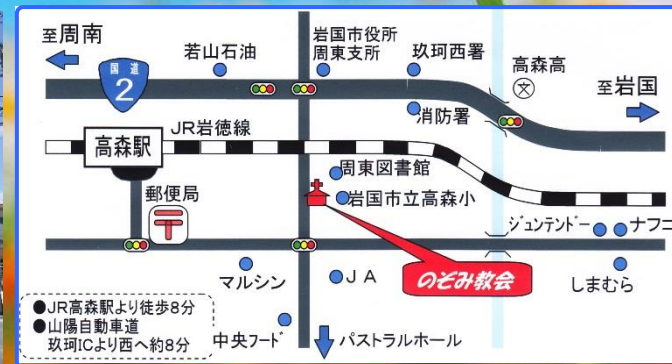 至周南
国道
2
若山石油
岩国市役所
周東支所
玖珂西署
高森高
文
至岩国
消防署
JR岩徳線
高森駅
周東図書館
岩国市立高森小
郵便局
ジュンテンドー
ナフコ
マルシン
JA
のぞみ教会
しまむら
●JR高森駅より徒歩8分
●山陽自動車道
玖珂ICより西へ約8分
中央フード
パストラルホール